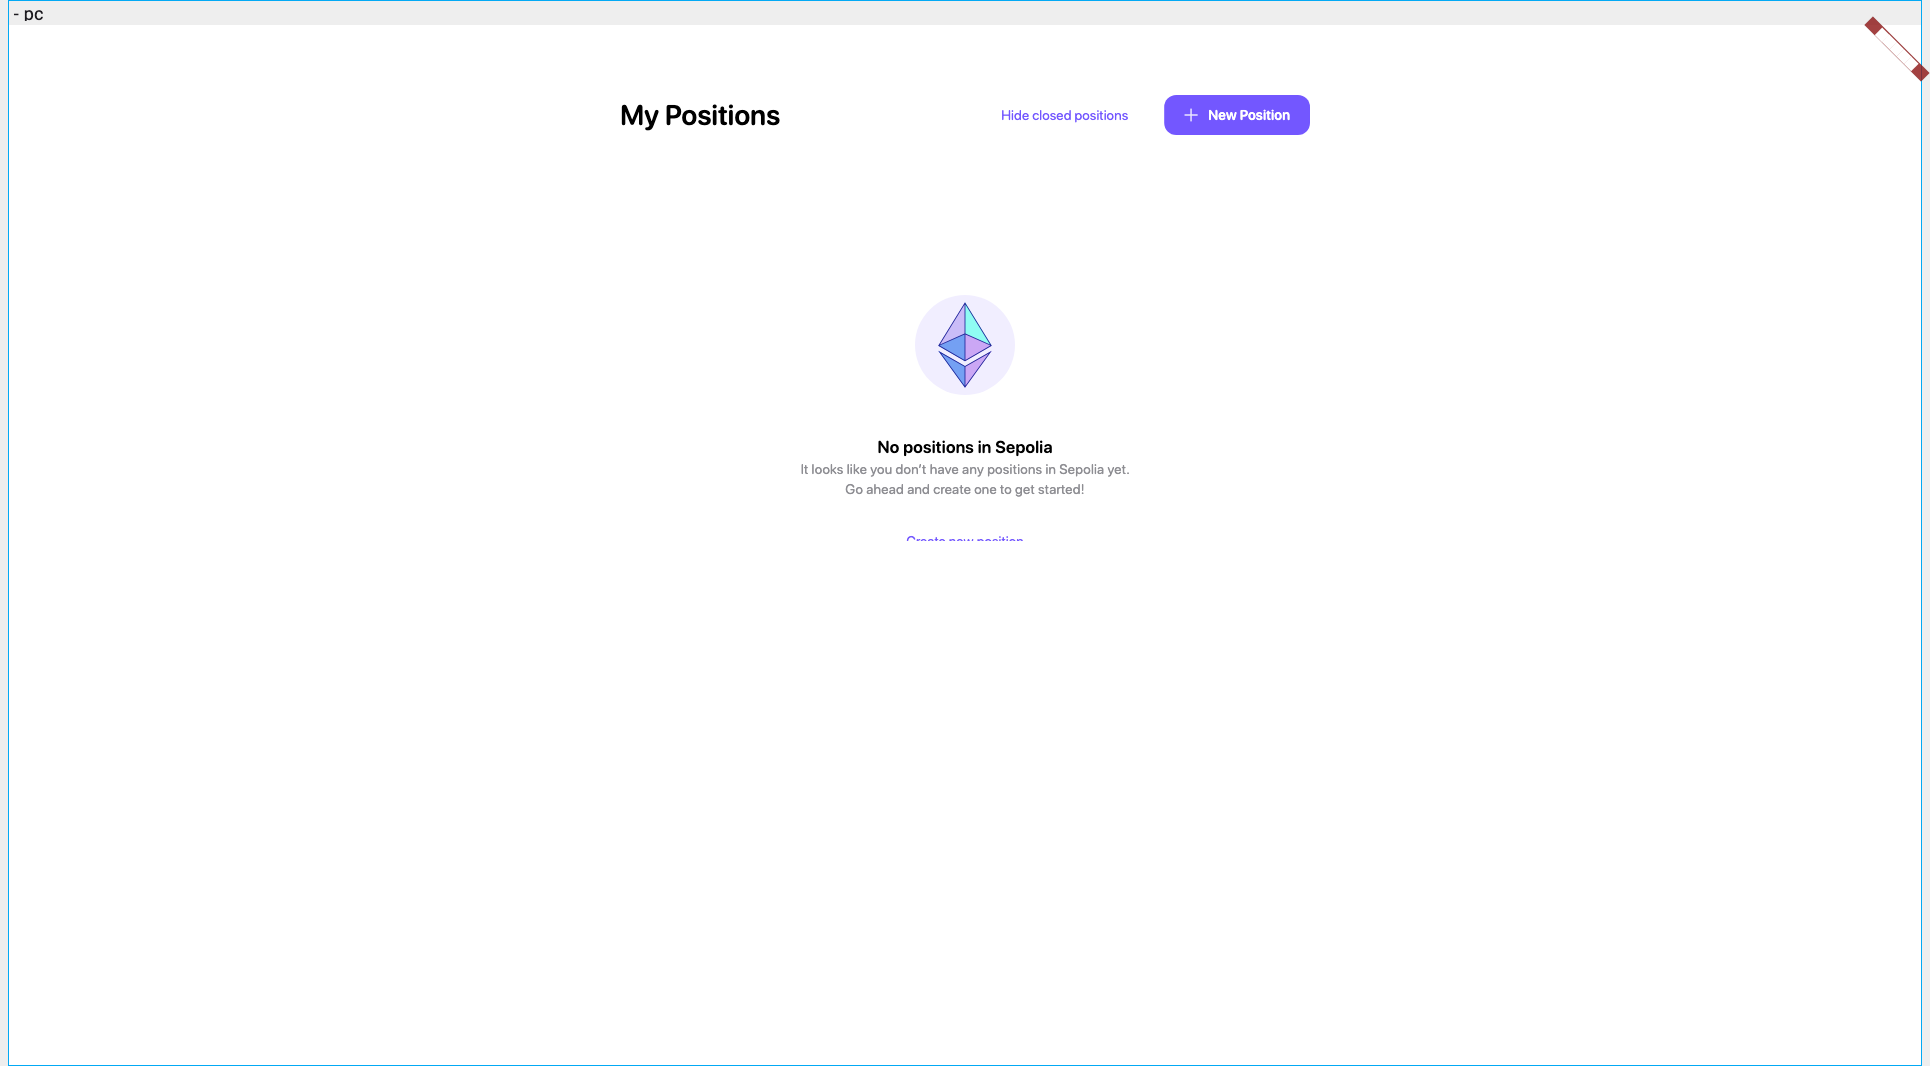 - pc
My Positions
Hide closed positions
New Position
No positions in Sepolia
It looks like you don't have any positions in Sepolia yet.
Go ahead and create one to get started!
Create new position